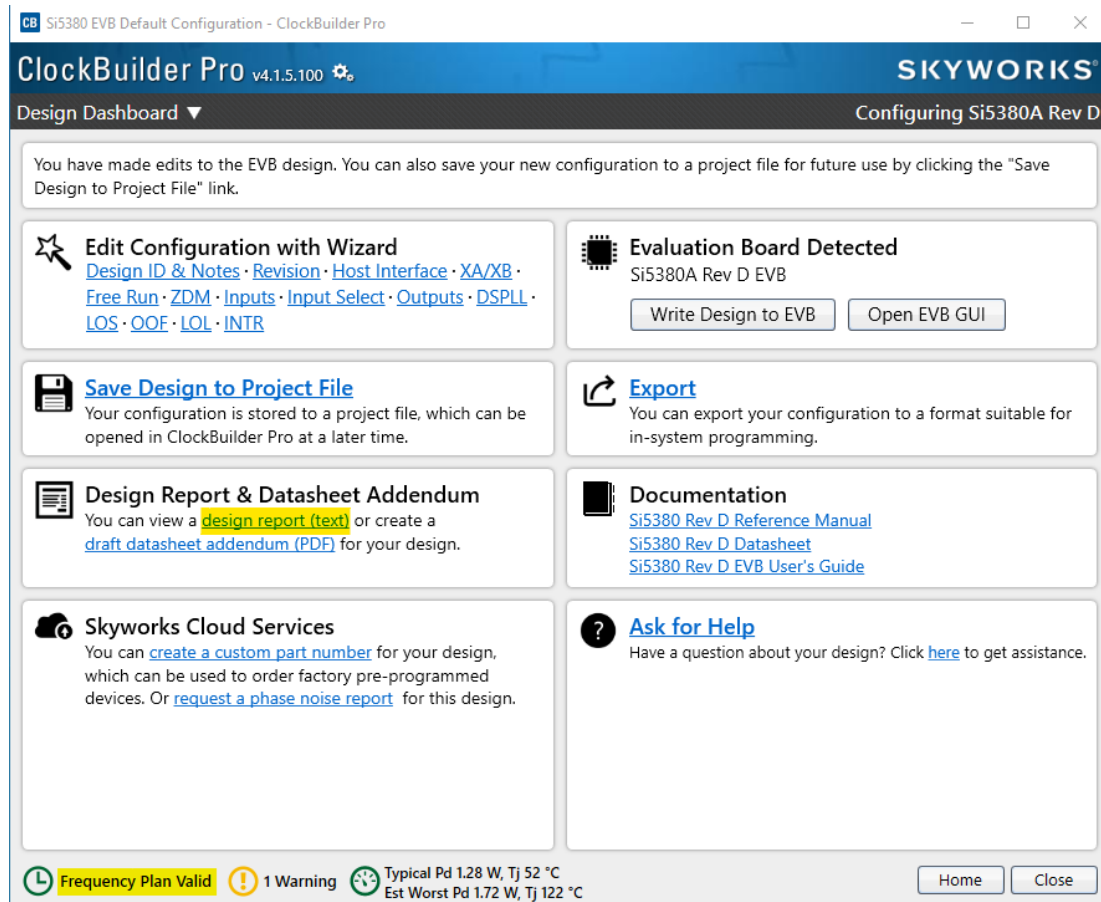 CB Si5380 EVB Default Configuration - ClockBuilder Pro
ClockBuilder Pro v4.1.5.100
SKYWORKS®
Design Dashboard ▼
Configuring Si5380A Rev D
You have made edits to the EVB design. You can also save your new configuration to a project file for future use by clicking the "Save
Design to Project File" link.
Edit Configuration with Wizard
Design ID & Notes · Revision · Host Interface · XA/XB ·
Free Run · ZDM · Inputs · Input Select · Outputs · DSPLL ·
LOS · OOF · LOL · INTR
Evaluation Board Detected
Si5380A Rev D EVB
Write Design to EVB
Open EVB GUI
Save Design to Project File
Your configuration is stored to a project file, which can be
opened in ClockBuilder Pro at a later time.
Export
You can export your configuration to a format suitable for
in-system programming.
Design Report & Datasheet Addendum
You can view a design report (text) or create a
draft datasheet addendum (PDF) for your design.
Documentation
Si5380 Rev D Reference Manual
Si5380 Rev D Datasheet
Si5380 Rev D EVB User's Guide
Skyworks Cloud Services
You can create a custom part number for your design,
which can be used to order factory pre-programmed
devices. Or request a phase noise report for this design.
? Ask for Help
Have a question about your design? Click here to get assistance.
Frequency Plan Valid
! 1 Warning
Typical Pd 1.28 W, Tj 52 °C
Est Worst Pd 1.72 W, Tj 122 °C
Home
Close